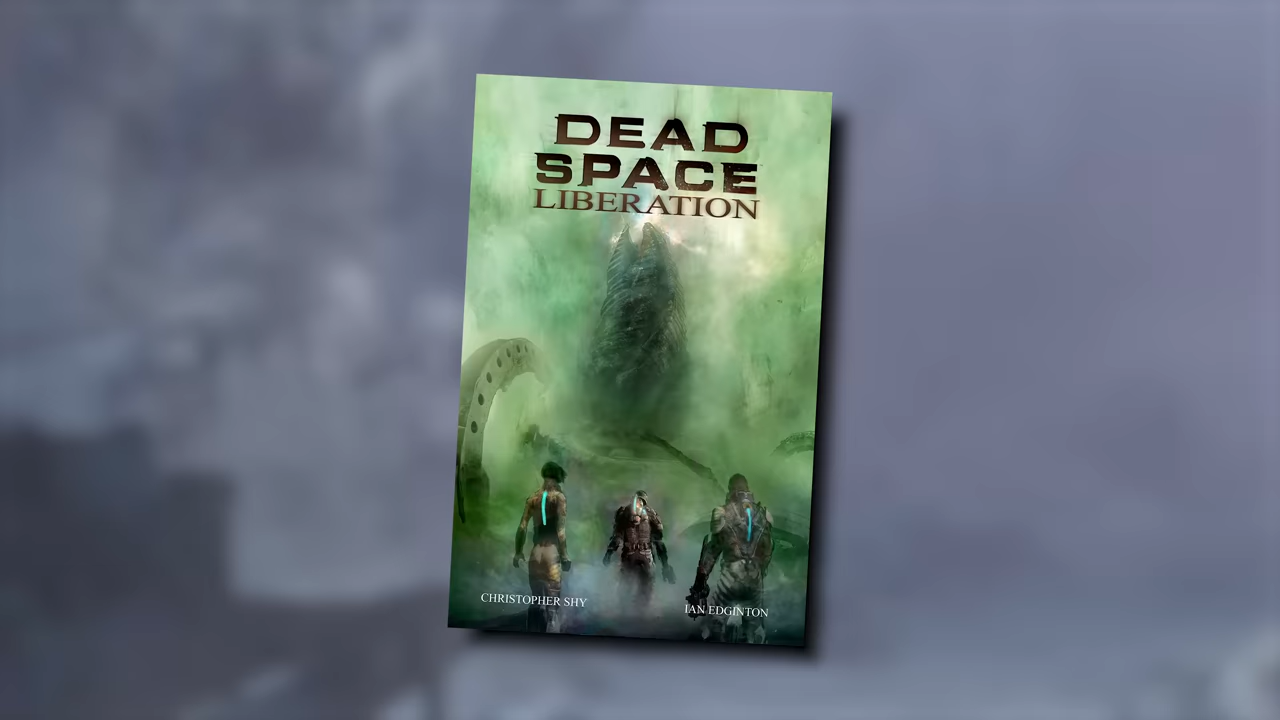 DEAD
SPACE
LIBERATION
CHRISTOPHER SHY
IAN EDGINTON